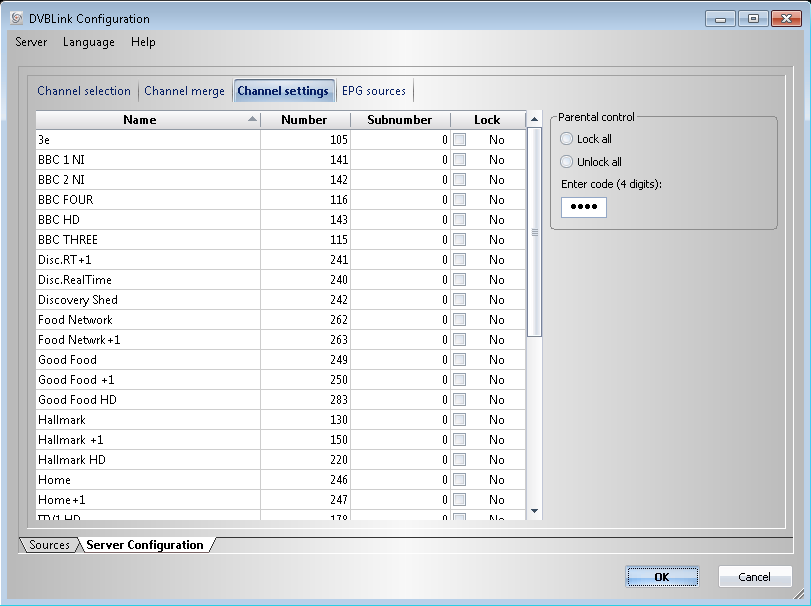 DVBLink Configuration
Server Language Help
Channel selection Channel merge Channel settings EPG sources
Name Number Subnumber Lock
3e 105 0 No
BBC 1 NI 141 0 No
BBC 2 NI 142 0 No
BBC FOUR 116 0 No
BBC HD 143 0 No
BBC THREE 115 0 No
Disc.RT+1 241 0 No
Disc.RealTime 240 0 No
Discovery Shed 242 0 No
Food Network 262 0 No
Food Netwrk+1 263 0 No
Good Food 249 0 No
Good Food +1 250 0 No
Good Food HD 283 0 No
Hallmark 130 0 No
Hallmark +1 150 0 No
Hallmark HD 220 0 No
Home 246 0 No
Home+1 247 0 No
ITV1 HD 178 0 No
Parental control
Lock all
Unlock all
Enter code (4 digits):
••••
Sources Server Configuration
OK Cancel